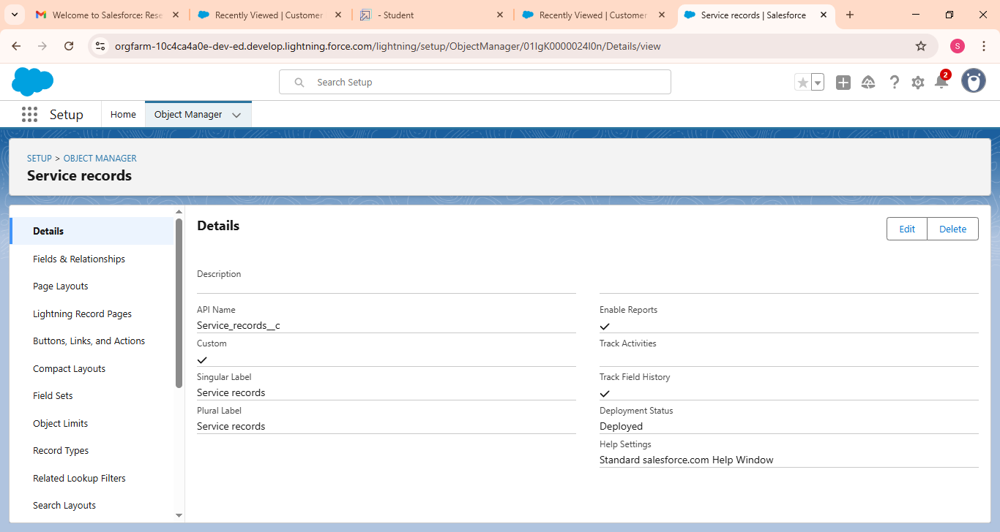 Welcome to Salesforce: Rese
Recently Viewed | Customer
- Student
Recently Viewed | Customer
Service records | Salesforce
orgfarm-10c4ca4a0e-dev-ed.develop.lightning.force.com/lightning/setup/ObjectManager/01IgK0000024l0n/Details/view
S
Search Setup
2
Setup
Home
Object Manager
SETUP > OBJECT MANAGER
Service records
Details
Fields & Relationships
Page Layouts
Lightning Record Pages
Buttons, Links, and Actions
Compact Layouts
Field Sets
Object Limits
Record Types
Related Lookup Filters
Search Layouts
Details
Edit
Delete
Description
API Name
Service_records__c
Custom
Singular Label
Service records
Plural Label
Service records
Enable Reports
Track Activities
Track Field History
Deployment Status
Deployed
Help Settings
Standard salesforce.com Help Window